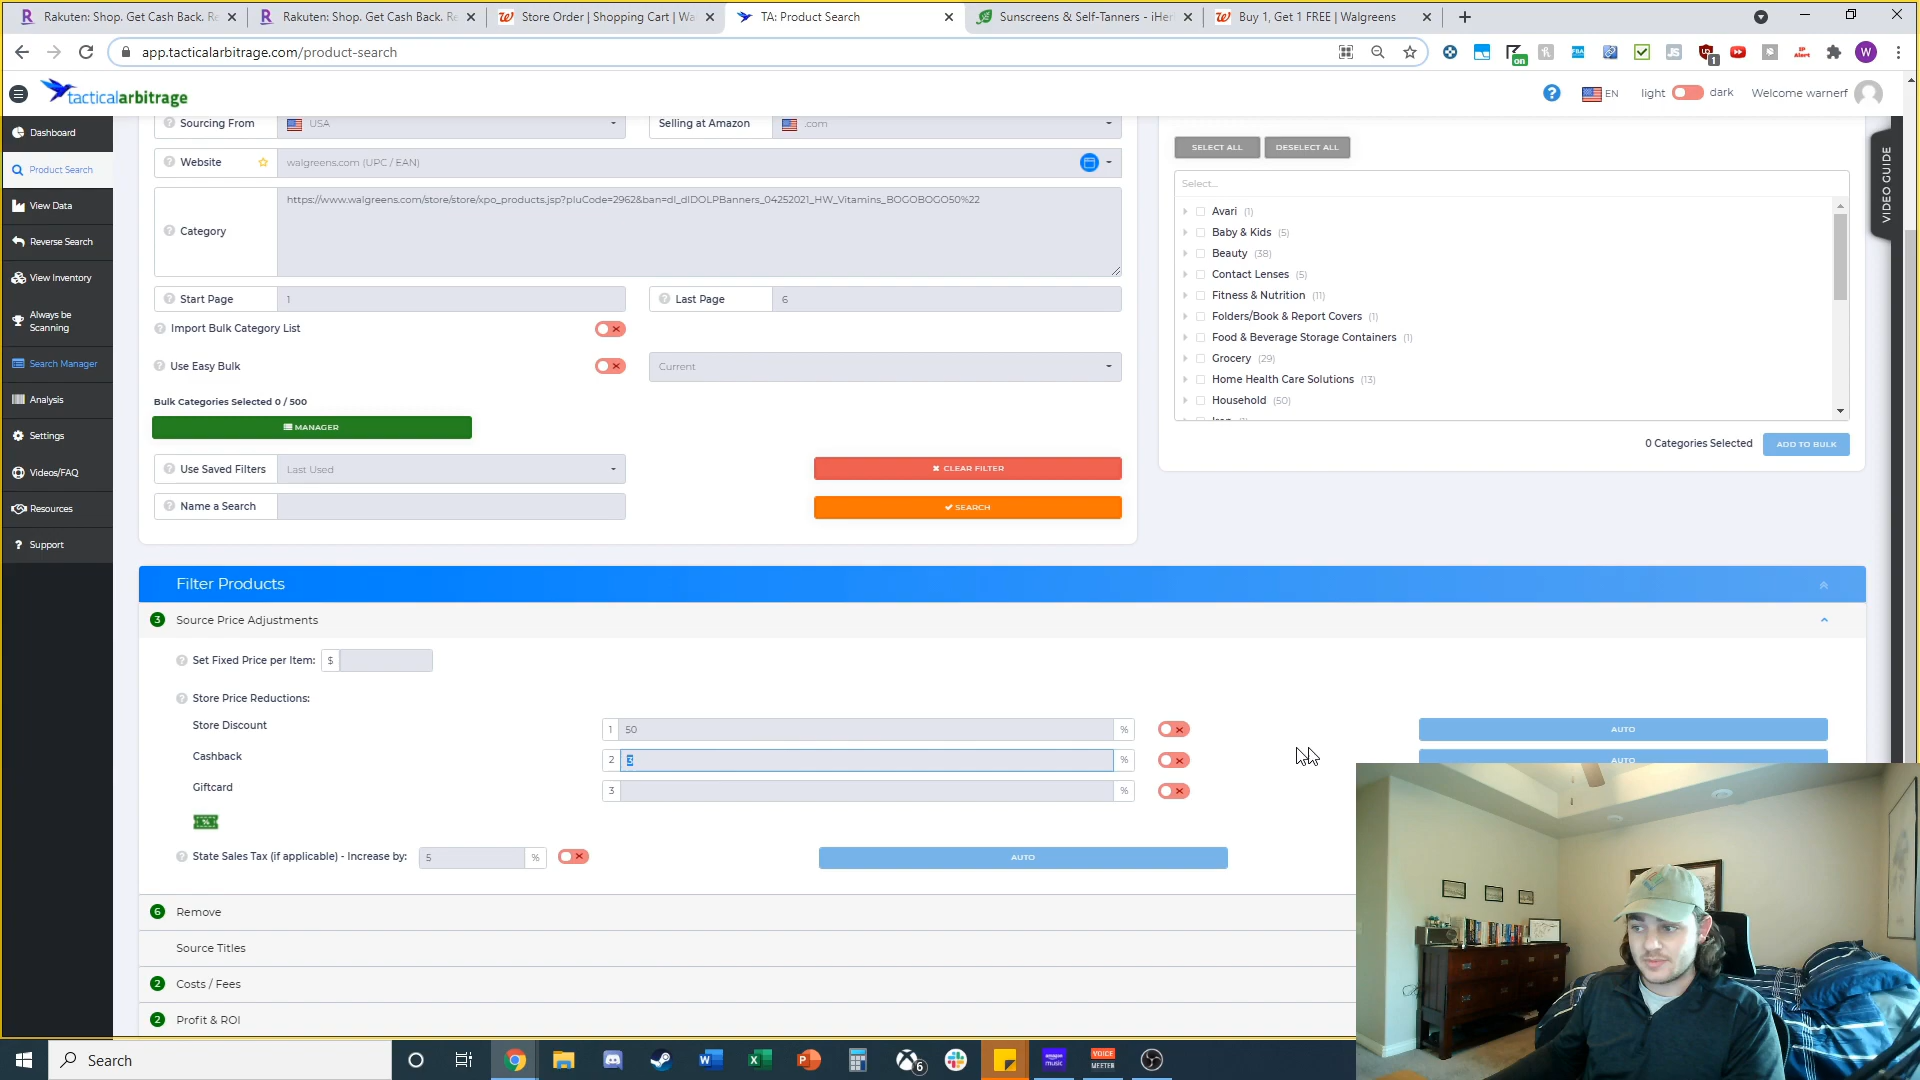 Rakuten: Shop. Get Cash Back. Re
Rakuten: Shop. Get Cash Back. Re
Store Order | Shopping Cart | Wa
TA: Product Search
Sunscreens & Self-Tanners - iHer
Buy 1, Get 1 FREE | Walgreens
app.tacticalarbitrage.com/product-search
on
1
W
tacticalarbitrage
EN
light
dark
Welcome warnerf
Dashboard
Product Search
View Data
Reverse Search
View Inventory
Always be
Scanning
Search Manager
Analysis
Settings
Videos/FAQ
Resources
Support
Sourcing From
USA
Selling at Amazon
.com
Website
walgreens.com (UPC / EAN)
Category
https://www.walgreens.com/store/store/xpo_products.jsp?pluCode=2962&ban=dl_dlDOLPBanners_04252021_HW_Vitamins_BOGOBOGO50%22
Start Page
1
Last Page
6
Import Bulk Category List
Use Easy Bulk
Current
Bulk Categories Selected 0 / 500
MANAGER
Use Saved Filters
Last Used
CLEAR FILTER
Name a Search
SEARCH
SELECT ALL
DESELECT ALL
Select...
Avari (1)
Baby & Kids (5)
Beauty (38)
Contact Lenses (5)
Fitness & Nutrition (11)
Folders/Book & Report Covers (1)
Food & Beverage Storage Containers (1)
Grocery (29)
Home Health Care Solutions (13)
Household (50)
0 Categories Selected
ADD TO BULK
VIDEO GUIDE
Filter Products
3 Source Price Adjustments
Set Fixed Price per Item:
$
Store Price Reductions:
Store Discount
1 50 %
AUTO
Cashback
2 3 %
AUTO
Giftcard
3 %
State Sales Tax (if applicable) - Increase by:
5 %
AUTO
6 Remove
Source Titles
2 Costs / Fees
2 Profit & ROI
Search
6
amazon music
VOICE MEETER